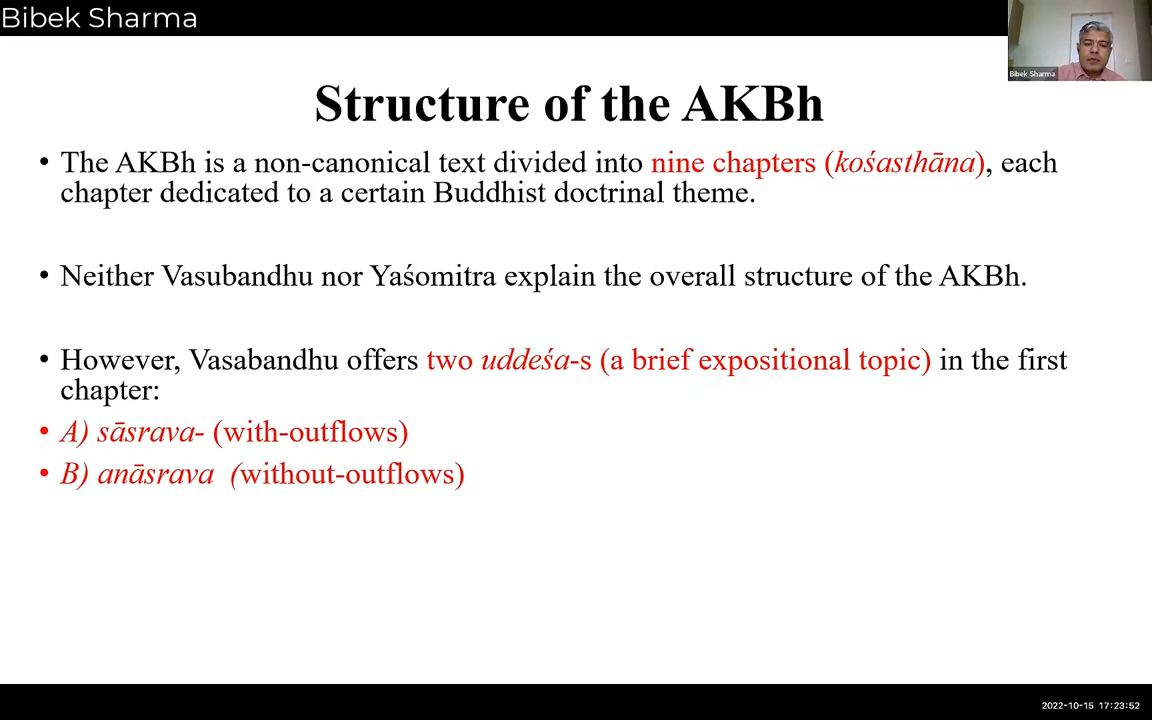 Bibek Sharma
Bibek Sharma
Structure of the AKBh
• The AKBh is a non-canonical text divided into nine chapters (kośasthāna), each
chapter dedicated to a certain Buddhist doctrinal theme.
• Neither Vasubandhu nor Yaśomitra explain the overall structure of the AKBh.
• However, Vasabandhu offers two uddeśa-s (a brief expositional topic) in the first
chapter:
• A) sāsrava- (with-outflows)
• B) anāsrava (without-outflows)
2022-10-15 17:23:52